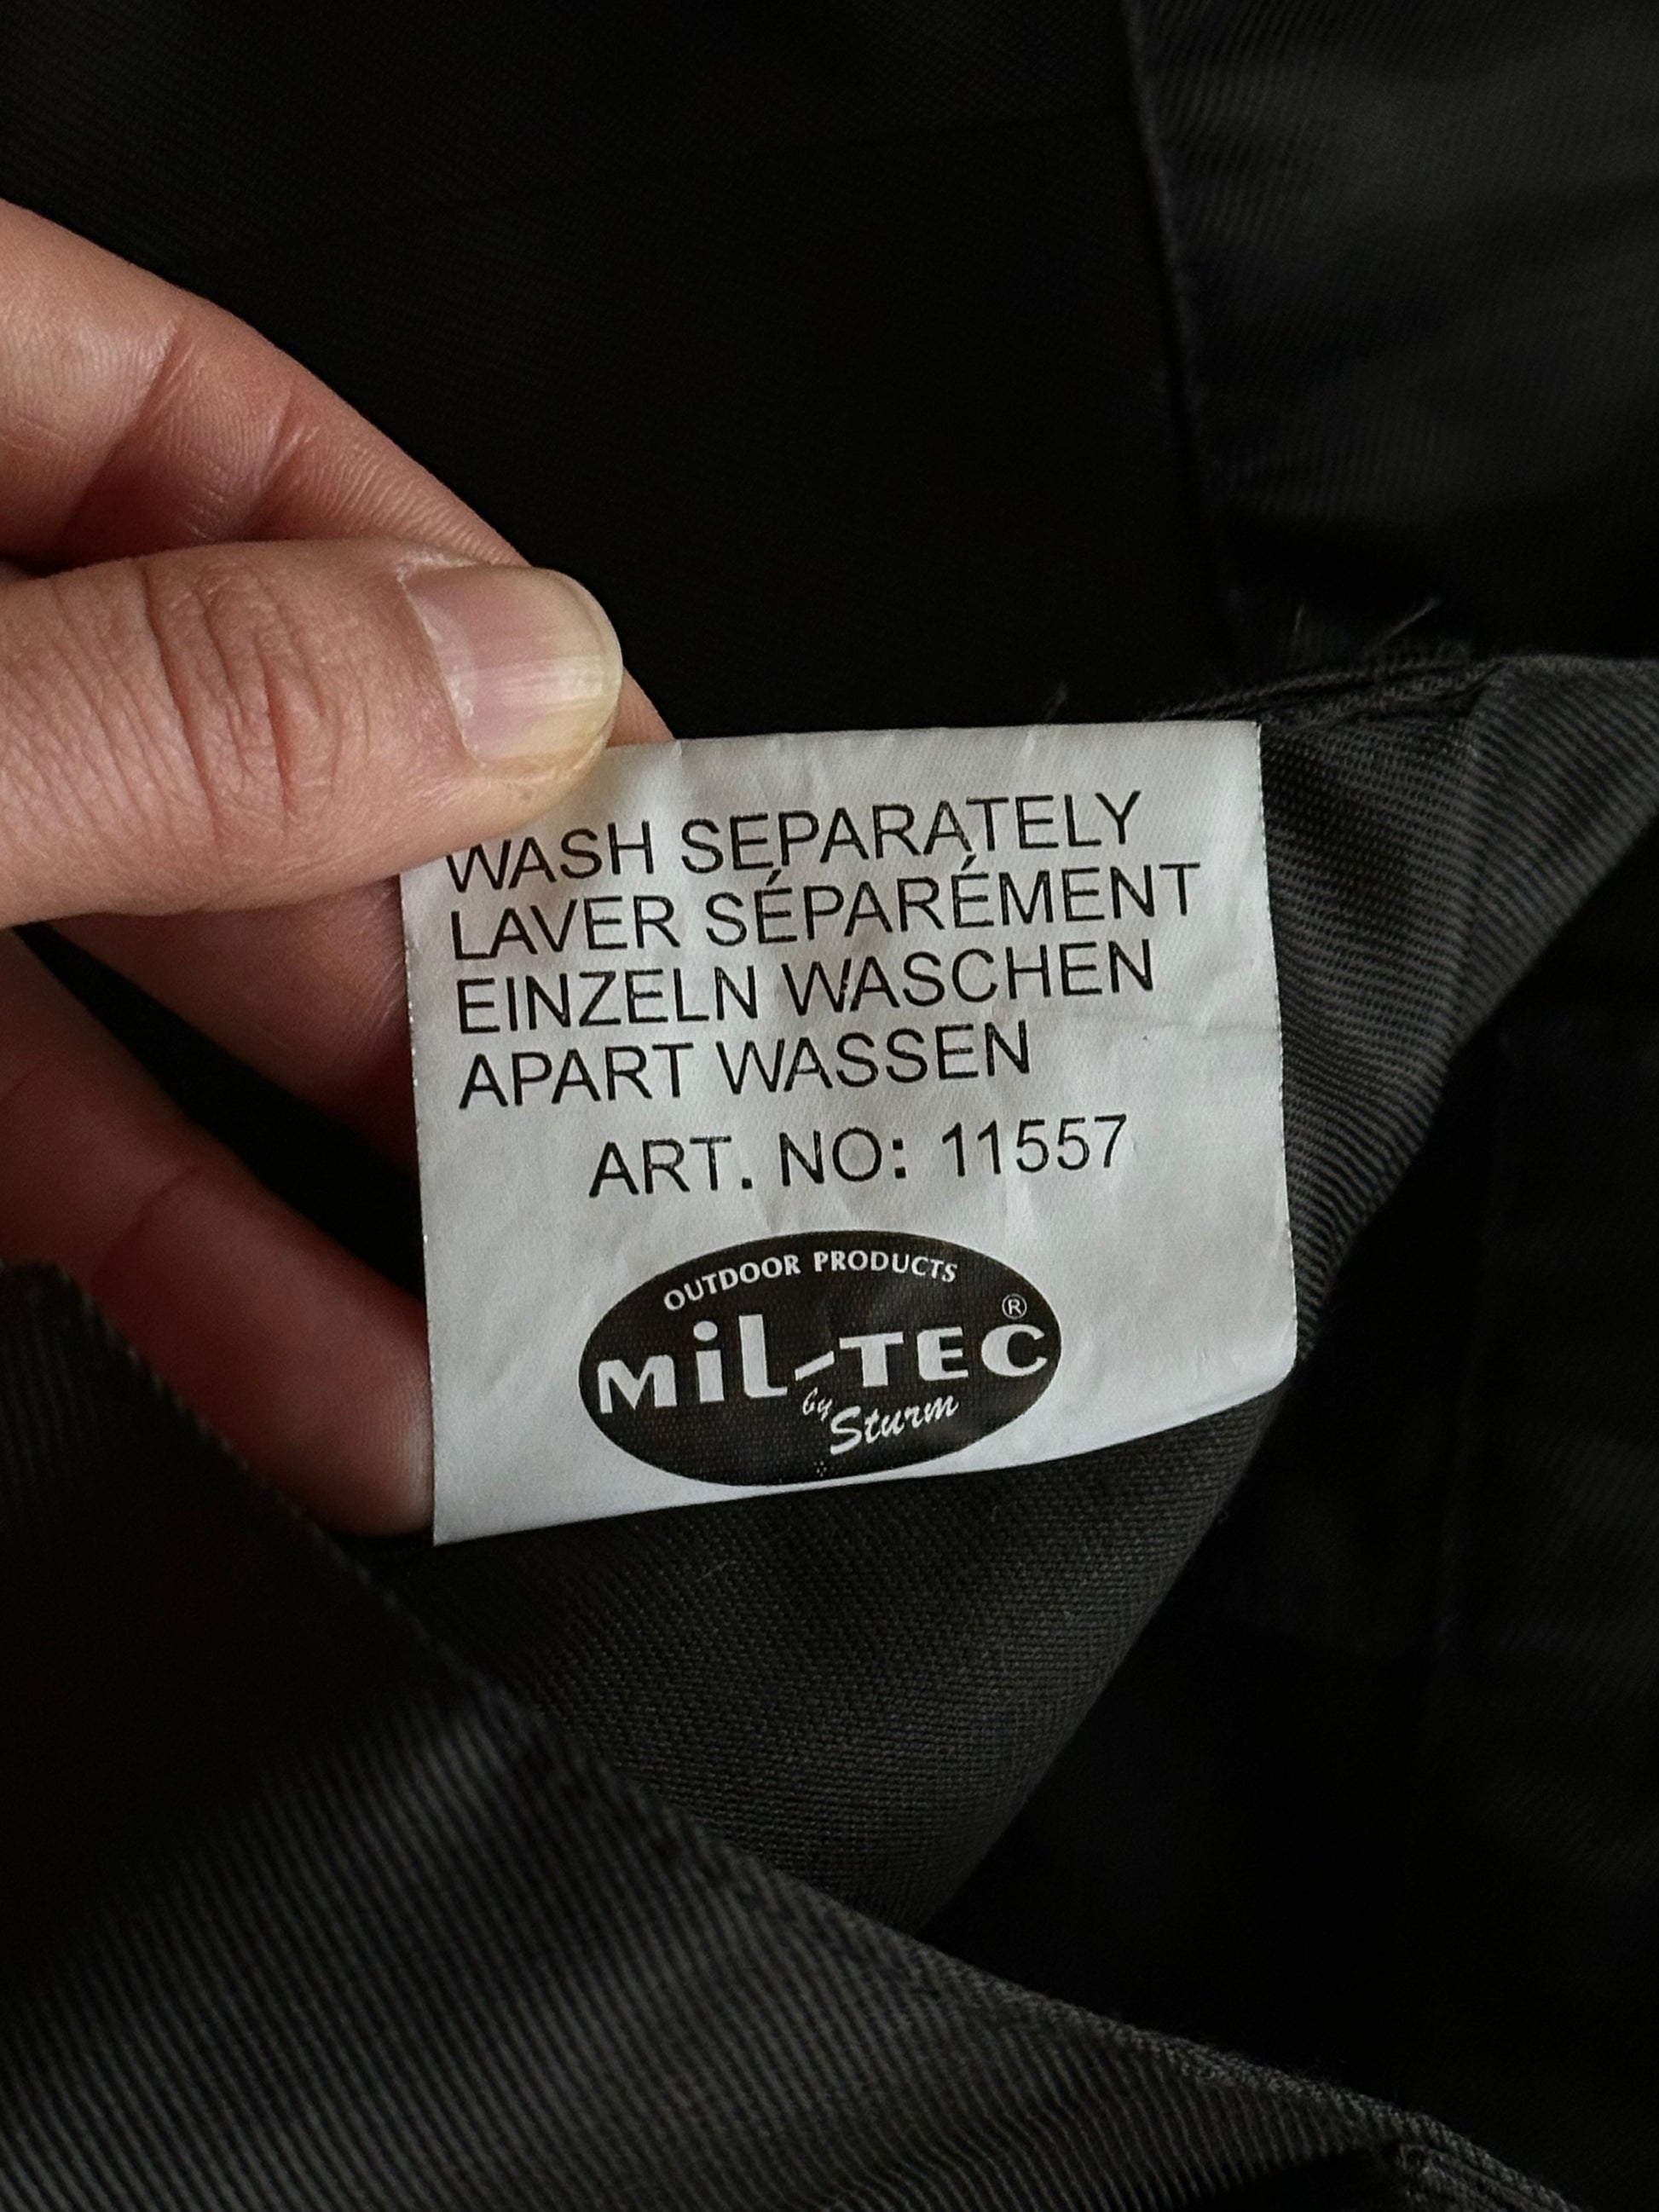 WASH SEPARATELY
LAVER SÉPARÉMENT
EINZELN WASCHEN
APART WASSEN
ART. NO: 11557
OUTDOOR PRODUCTS
MiL-TEC®
by Sturm